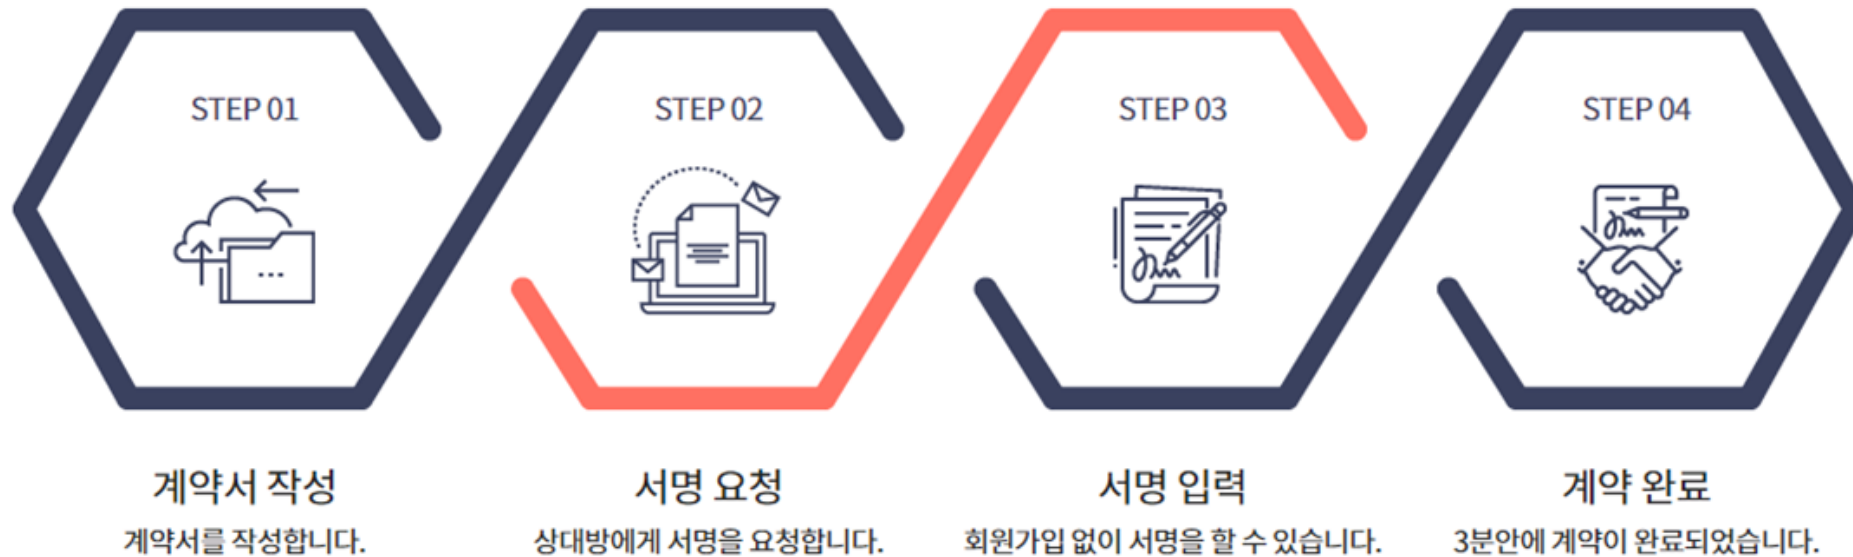 STEP 01
STEP 02
STEP 03
STEP 04
계약서 작성
계약서를 작성합니다.
서명 요청
상대방에게 서명을 요청합니다.
서명 입력
회원가입 없이 서명을 할 수 있습니다.
계약 완료
3분안에 계약이 완료되었습니다.